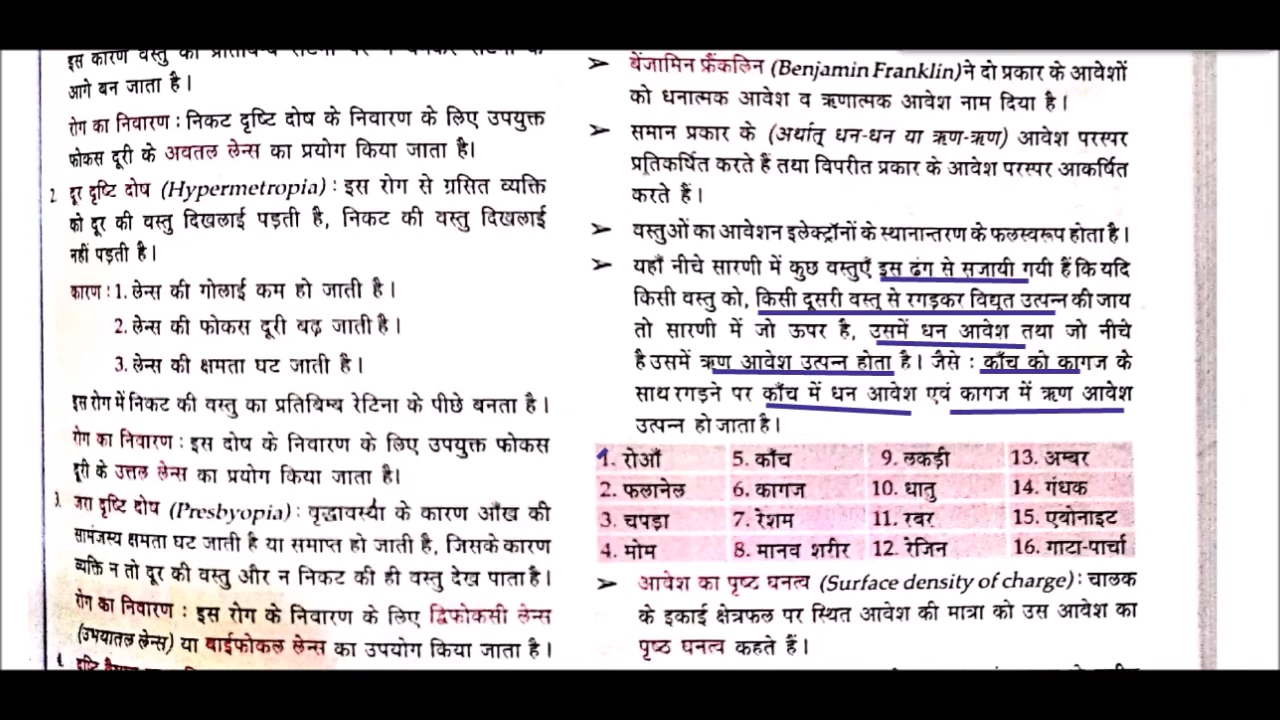 इस कारण वस्तु का प्रतिबिम्ब रेटिना पर न बनकर रेटिना के
आगे बन जाता है।
रोग का निवारण : निकट दृष्टि दोष के निवारण के लिए उपयुक्त
फोकस दूरी के अवतल लेन्स का प्रयोग किया जाता है।
2. दूर दृष्टि दोष (Hypermetropia) : इस रोग से ग्रसित व्यक्ति
को दूर की वस्तु दिखलाई पड़ती है, निकट की वस्तु दिखलाई
नहीं पड़ती है।
कारण : 1. लेन्स की गोलाई कम हो जाती है।
2. लेन्स की फोकस दूरी बढ़ जाती है।
3. लेन्स की क्षमता घट जाती है।
इस रोग में निकट की वस्तु का प्रतिबिम्ब रेटिना के पीछे बनता है।
रोग का निवारण : इस दोष के निवारण के लिए उपयुक्त फोकस
दूरी के उत्तल लेन्स का प्रयोग किया जाता है।
3. जरा दृष्टि दोष (Presbyopia) : वृद्धावस्था के कारण आँख की
सामंजस्य क्षमता घट जाती है या समाप्त हो जाती है, जिसके कारण
व्यक्ति न तो दूर की वस्तु और न निकट की ही वस्तु देख पाता है।
रोग का निवारण : इस रोग के निवारण के लिए द्विफोकसी लेन्स
(उभयातल लेन्स) या बाईफोकल लेन्स का उपयोग किया जाता है।
4. दृष्टि
➢ बेंजामिन फ्रैंकलिन (Benjamin Franklin) ने दो प्रकार के आवेशों
को धनात्मक आवेश व ऋणात्मक आवेश नाम दिया है।
➢ समान प्रकार के (अर्थात् धन-धन या ऋण-ऋण) आवेश परस्पर
प्रतिकर्षित करते हैं तथा विपरीत प्रकार के आवेश परस्पर आकर्षित
करते हैं।
➢ वस्तुओं का आवेशन इलेक्ट्रॉनों के स्थानान्तरण के फलस्वरूप होता है।
➢ यहाँ नीचे सारणी में कुछ वस्तुएँ इस ढंग से सजायी गयी हैं कि यदि
किसी वस्तु को, किसी दूसरी वस्तु से रगड़कर विद्युत उत्पन्न की जाय
तो सारणी में जो ऊपर है, उसमें धन आवेश तथा जो नीचे
है उसमें ऋण आवेश उत्पन्न होता है। जैसे : काँच को कागज के
साथ रगड़ने पर काँच में धन आवेश एवं कागज में ऋण आवेश
उत्पन्न हो जाता है।
1. रोआँ 5. काँच 9. लकड़ी 13. अम्बर
2. फलानेल 6. कागज 10. धातु 14. गंधक
3. चपड़ा 7. रेशम 11. रबर 15. एबोनाइट
4. मोम 8. मानव शरीर 12. रेजिन 16. गाटा-पार्चा
➢ आवेश का पृष्ठ घनत्व (Surface density of charge) : चालक
के इकाई क्षेत्रफल पर स्थित आवेश की मात्रा को उस आवेश का
पृष्ठ घनत्व कहते हैं।